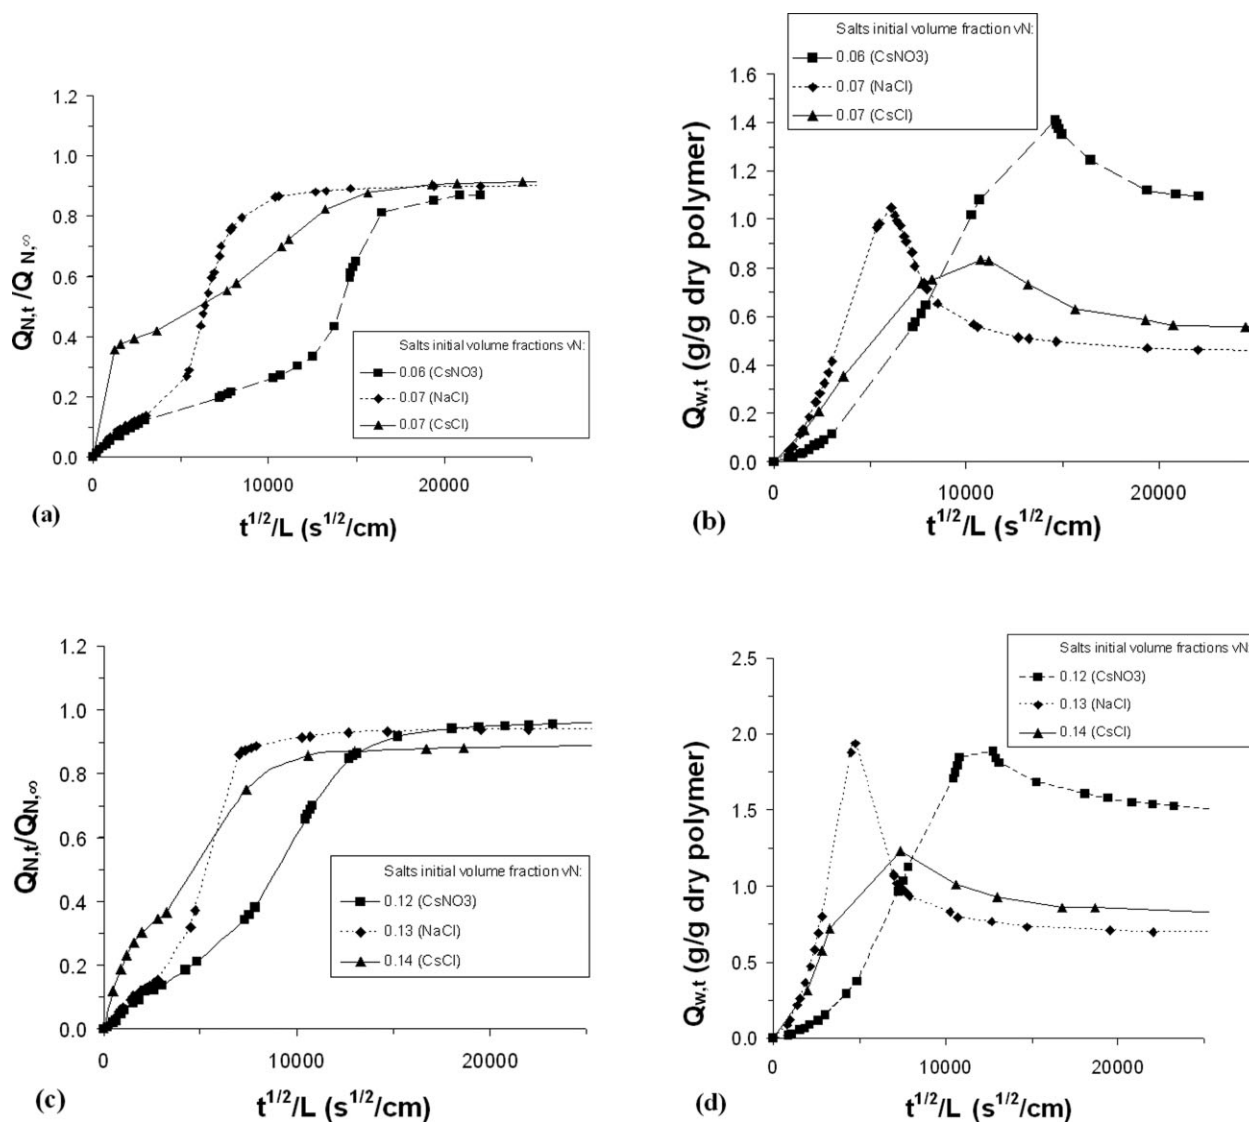 Salts initial volume fraction vN:
0.06 (CsNO3)
0.07 (NaCl)
0.07 (CsCl)
1.2
1.0
0.8
0.6
0.4
0.2
0.0
QN,t /Q N,∞
Salts initial volume fractions vN:
0.06 (CsNO3)
0.07 (NaCl)
0.07 (CsCl)
0
10000
20000
(a)
t1/2/L (s1/2/cm)
1.6
1.4
1.2
1.0
0.8
0.6
0.4
0.2
0.0
Qw,t (g/g dry polymer)
0
10000
20000
(b)
t1/2/L (s1/2/cm)
1.2
1.0
0.8
0.6
0.4
0.2
0.0
QN,t/QN,∞
Salts initial volume fraction vN:
0.12 (CsNO3)
0.13 (NaCl)
0.14 (CsCl)
0
10000
20000
(c)
t1/2/L (s1/2/cm)
Salts initial volume fractions vN:
0.12 (CsNO3)
0.13 (NaCl)
0.14 (CsCl)
2.5
2.0
1.5
1.0
0.5
0.0
Qw,t (g/g dry polymer)
0
10000
20000
(d)
t1/2/L (s1/2/cm)